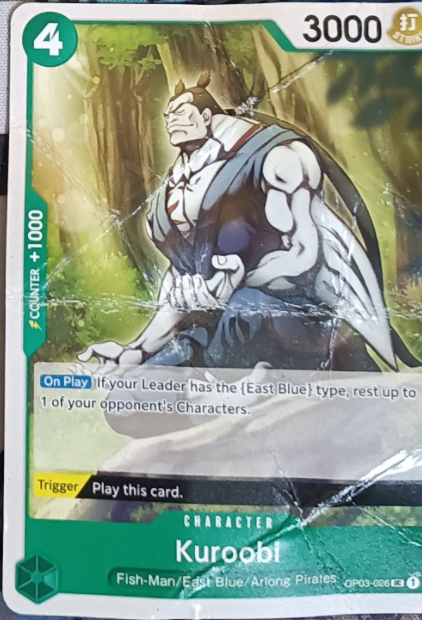 4
3000
打
STRIKE
COUNTER +1000
On Play If your Leader has the {East Blue} type, rest up to
1 of your opponent's Characters.
Trigger Play this card.
CHARACTER
Kuroobi
Fish-Man/East Blue/Arlong Pirates OP03-026 UC 1